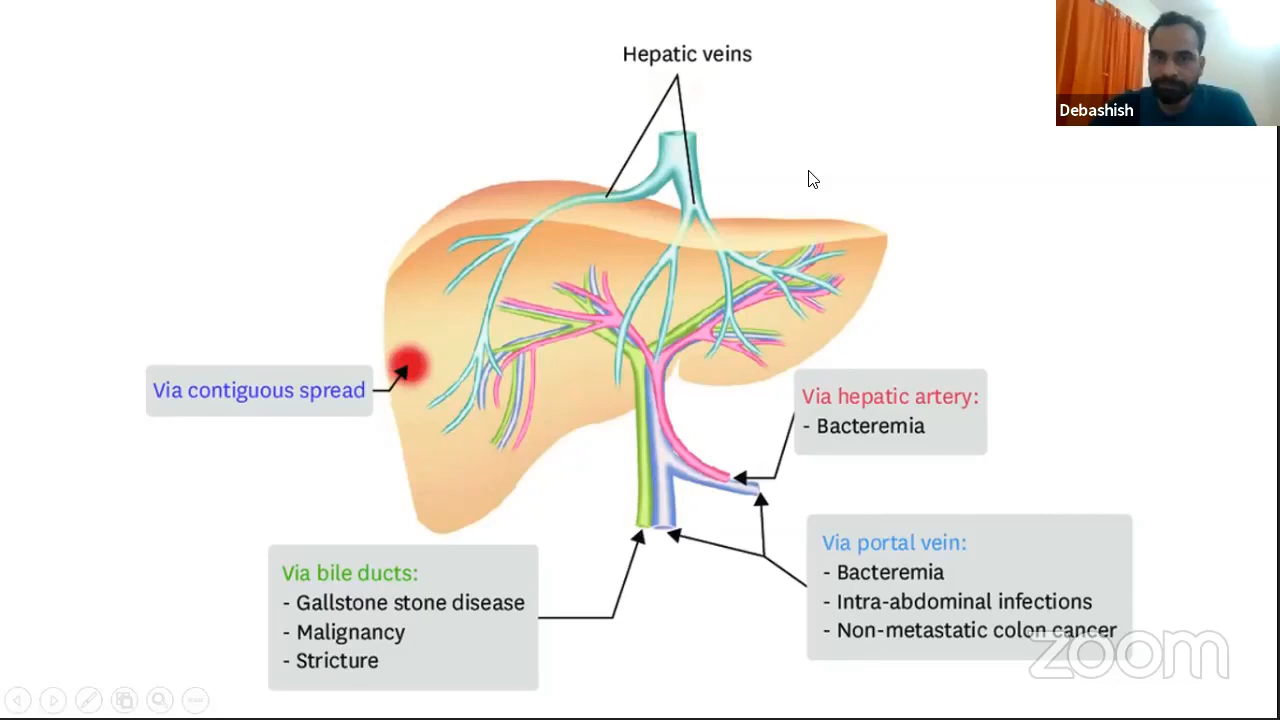 Hepatic veins
Debashish
Via contiguous spread
Via hepatic artery:
- Bacteremia
Via portal vein:
- Bacteremia
- Intra-abdominal infections
- Non-metastatic colon cancer
Via bile ducts:
- Gallstone stone disease
- Malignancy
- Stricture
zoom